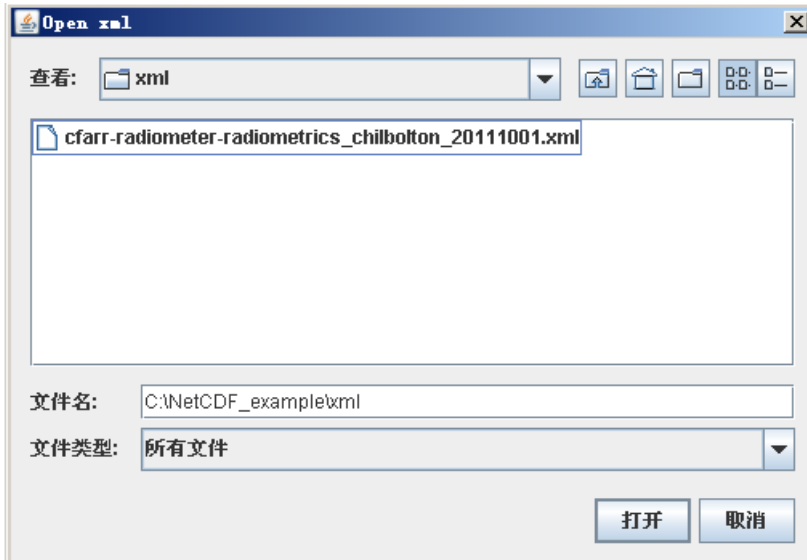 Open xml
查看: xml
cfarr-radiometer-radiometrics_chilbolton_20111001.xml
文件名: C:\NetCDF_example\xml
文件类型: 所有文件
打开 取消